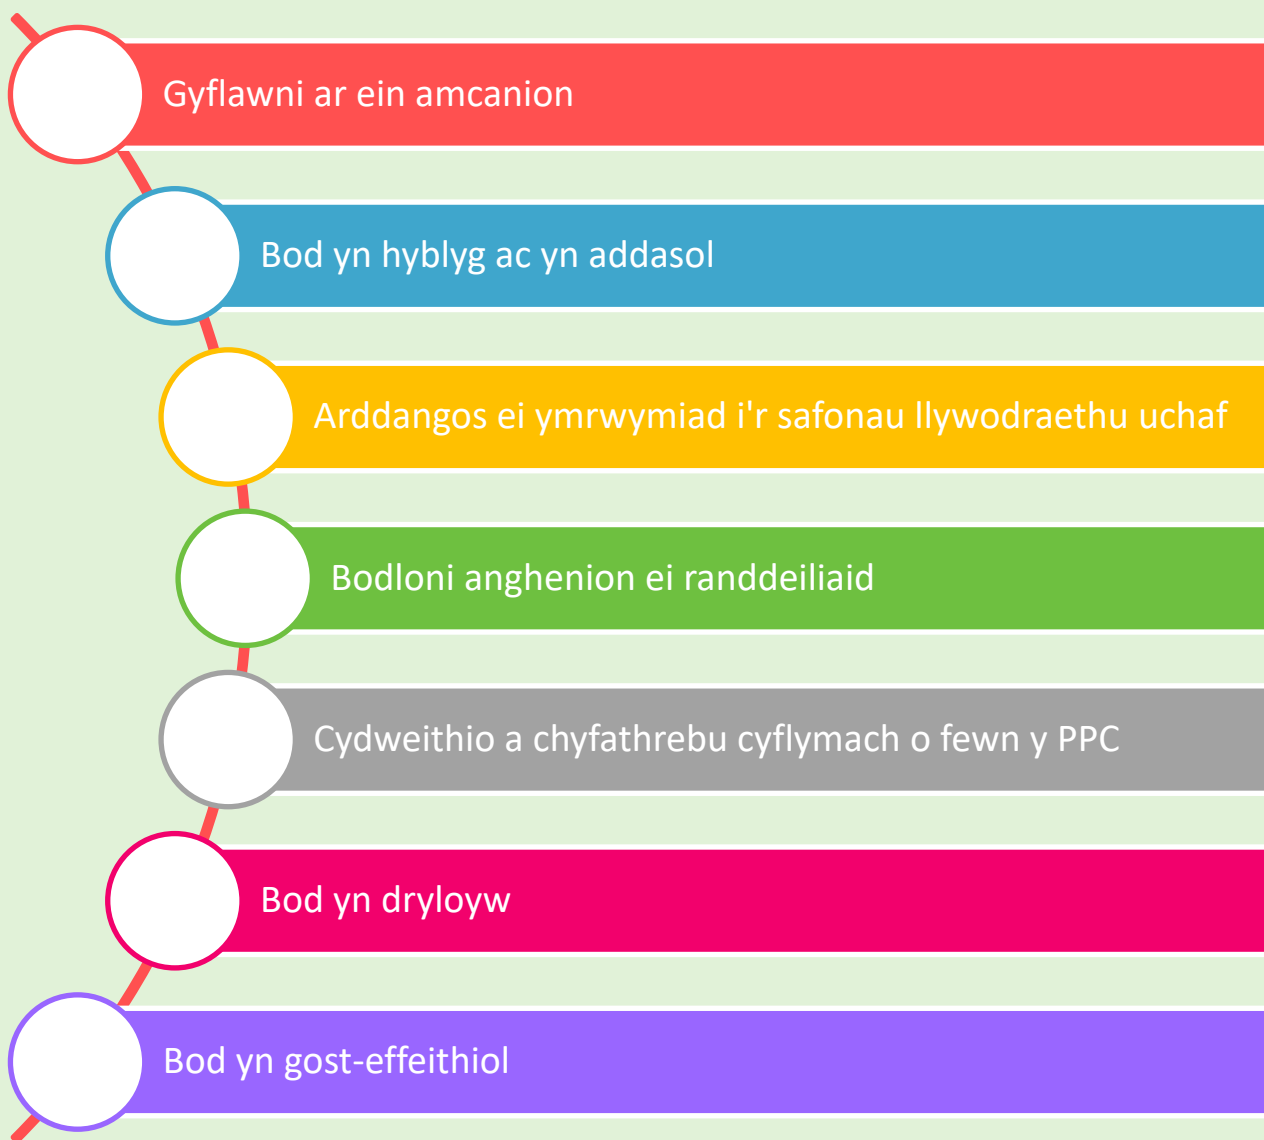 Gyflawni ar ein amcanion
Bod yn hyblyg ac yn addasol
Arddangos ei ymrwymiad i'r safonau llywodraethu uchaf
Bodloni anghenion ei randdeiliaid
Cydweithio a chyfathrebu cyflymach o fewn y PPC
Bod yn dryloyw
Bod yn gost-effeithiol